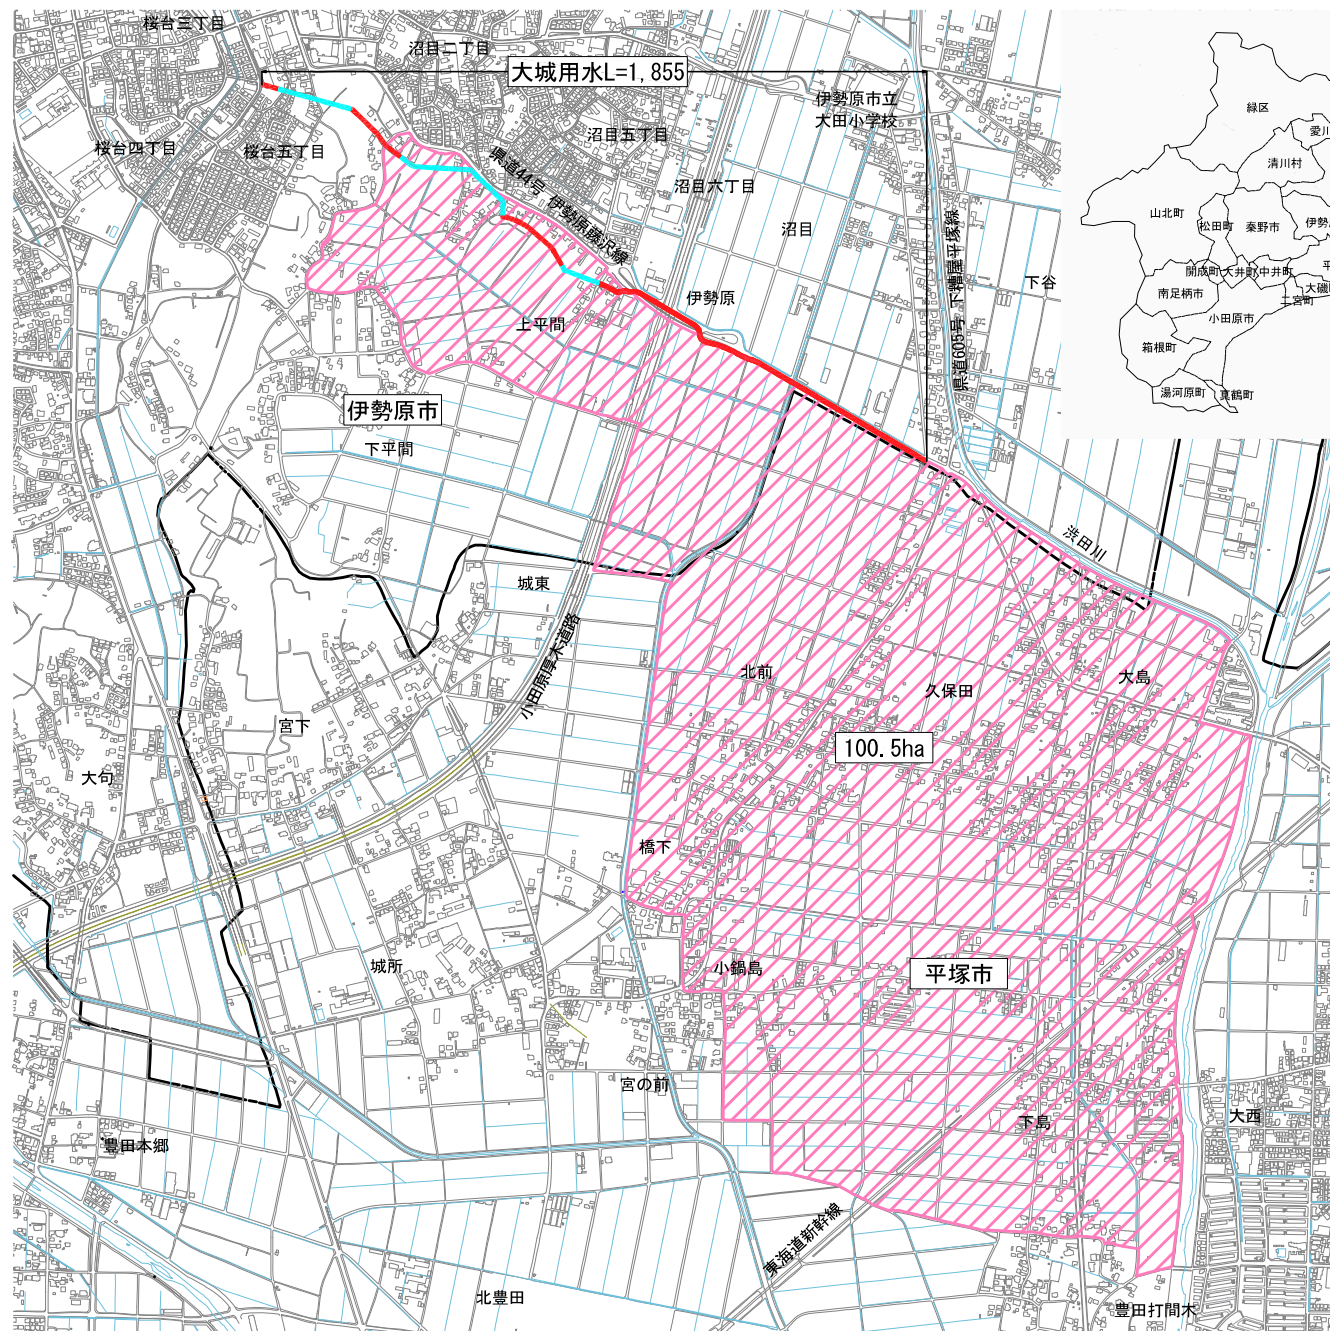 桜台三丁目
沼目二丁目
大城用水L=1,855
伊勢原市立
大田小学校
沼目五丁目
桜台四丁目
桜台五丁目
県道44号 伊勢原藤沢線
沼目六丁目
沼目
県道605号 下糟屋平塚線
下谷
伊勢原
上平間
伊勢原市
下平間
渋田川
城東
小田原厚木道路
北前
久保田
大島
宮下
100.5ha
大句
橋下
城所
小鍋島
平塚市
宮の前
下島
大西
豊田本郷
東海道新幹線
北豊田
豊田打間木
緑区
愛川
清川村
山北町
松田町
秦野市
伊勢
平
開成町
大井町
中井町
南足柄市
大磯
二宮町
小田原市
箱根町
湯河原町
真鶴町